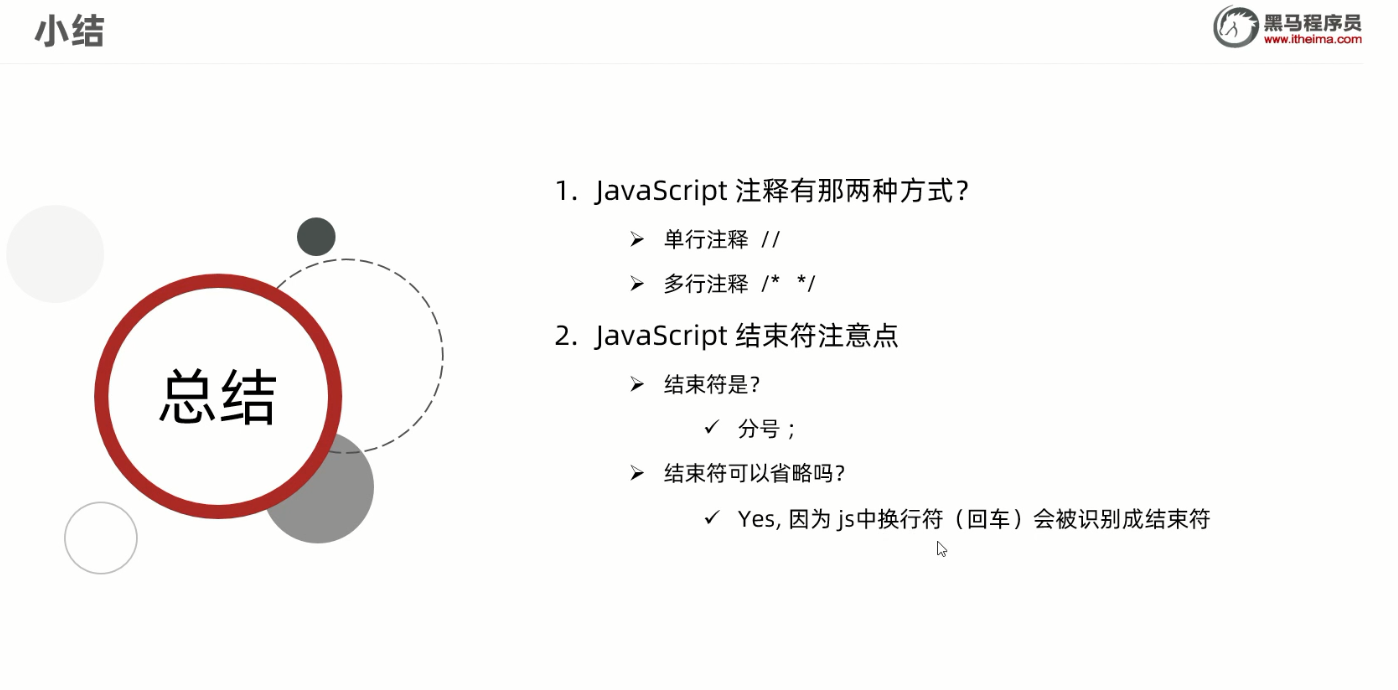 小结
黑马程序员
www.itheima.com
总结
1. JavaScript 注释有那两种方式？
➢ 单行注释 //
➢ 多行注释 /* */
2. JavaScript 结束符注意点
➢ 结束符是？
✓ 分号 ；
➢ 结束符可以省略吗？
✓ Yes, 因为 js中换行符（回车）会被识别成结束符